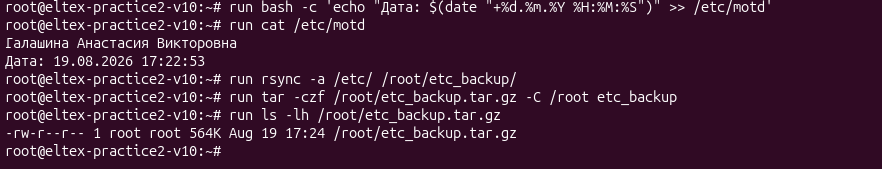 root@eltex-practice2-v10:~# run bash -c 'echo "Дата: $(date "+%d.%m.%Y %H:%M:%S")" >> /etc/motd'
root@eltex-practice2-v10:~# run cat /etc/motd
Галашина Анастасия Викторовна
Дата: 19.08.2026 17:22:53
root@eltex-practice2-v10:~# run rsync -a /etc/ /root/etc_backup/
root@eltex-practice2-v10:~# run tar -czf /root/etc_backup.tar.gz -C /root etc_backup
root@eltex-practice2-v10:~# run ls -lh /root/etc_backup.tar.gz
-rw-r--r-- 1 root root 564K Aug 19 17:24 /root/etc_backup.tar.gz
root@eltex-practice2-v10:~#